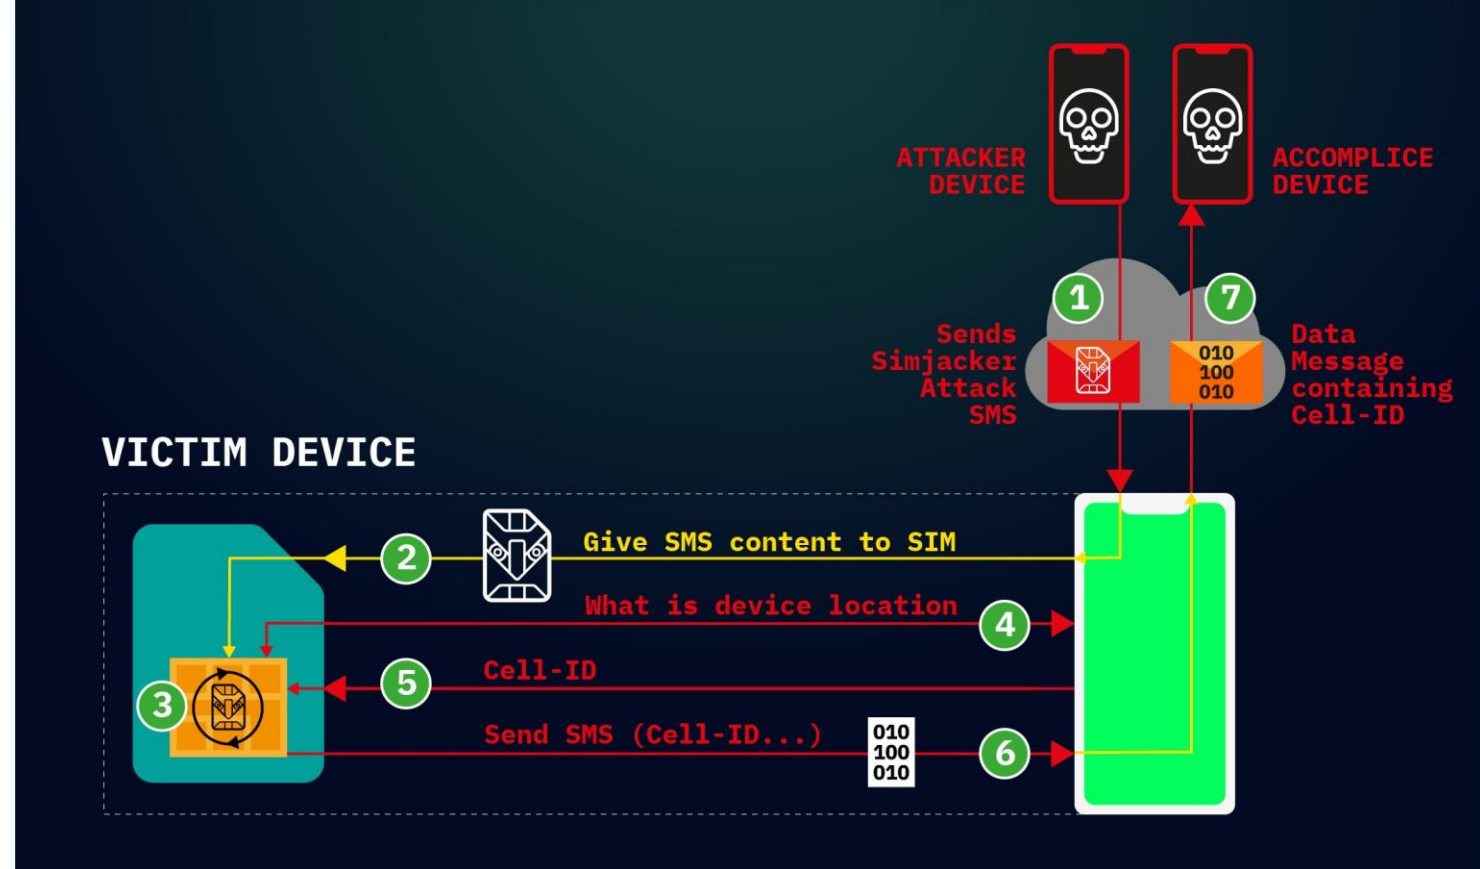 ATTACKER
DEVICE
ACCOMPLICE
DEVICE
1
7
Sends
Simjacker
Attack
SMS
010
100
010
Data
Message
containing
Cell-ID
VICTIM DEVICE
2
Give SMS content to SIM
What is device location
4
Cell-ID
5
3
Send SMS (Cell-ID...)
010
100
010
6